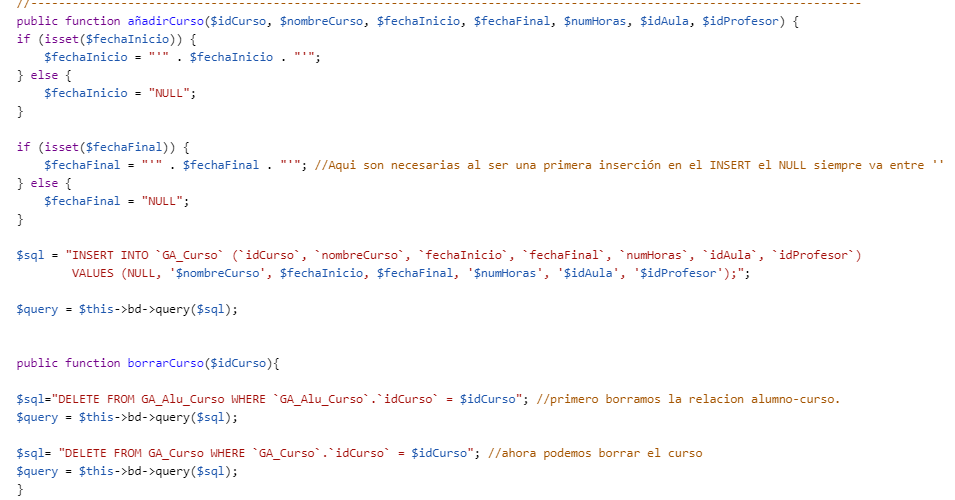 //---------------------------------------------------------------------------------------------------------------------------
public function añadirCurso($idCurso, $nombreCurso, $fechaInicio, $fechaFinal, $numHoras, $idAula, $idProfesor) {
if (isset($fechaInicio)) {
    $fechaInicio = "'" . $fechaInicio . "'";
} else {
    $fechaInicio = "NULL";
}

if (isset($fechaFinal)) {
    $fechaFinal = "'" . $fechaFinal . "'"; //Aqui son necesarias al ser una primera inserción en el INSERT el NULL siempre va entre ''
} else {
    $fechaFinal = "NULL";
}

$sql = "INSERT INTO `GA_Curso` (`idCurso`, `nombreCurso`, `fechaInicio`, `fechaFinal`, `numHoras`, `idAula`, `idProfesor`)
        VALUES (NULL, '$nombreCurso', $fechaInicio, $fechaFinal, '$numHoras', '$idAula', '$idProfesor');";

$query = $this->bd->query($sql);


public function borrarCurso($idCurso){

$sql="DELETE FROM GA_Alu_Curso WHERE `GA_Alu_Curso`.`idCurso` = $idCurso"; //primero borramos la relacion alumno-curso.
$query = $this->bd->query($sql);

$sql= "DELETE FROM GA_Curso WHERE `GA_Curso`.`idCurso` = $idCurso"; //ahora podemos borrar el curso
$query = $this->bd->query($sql);
}